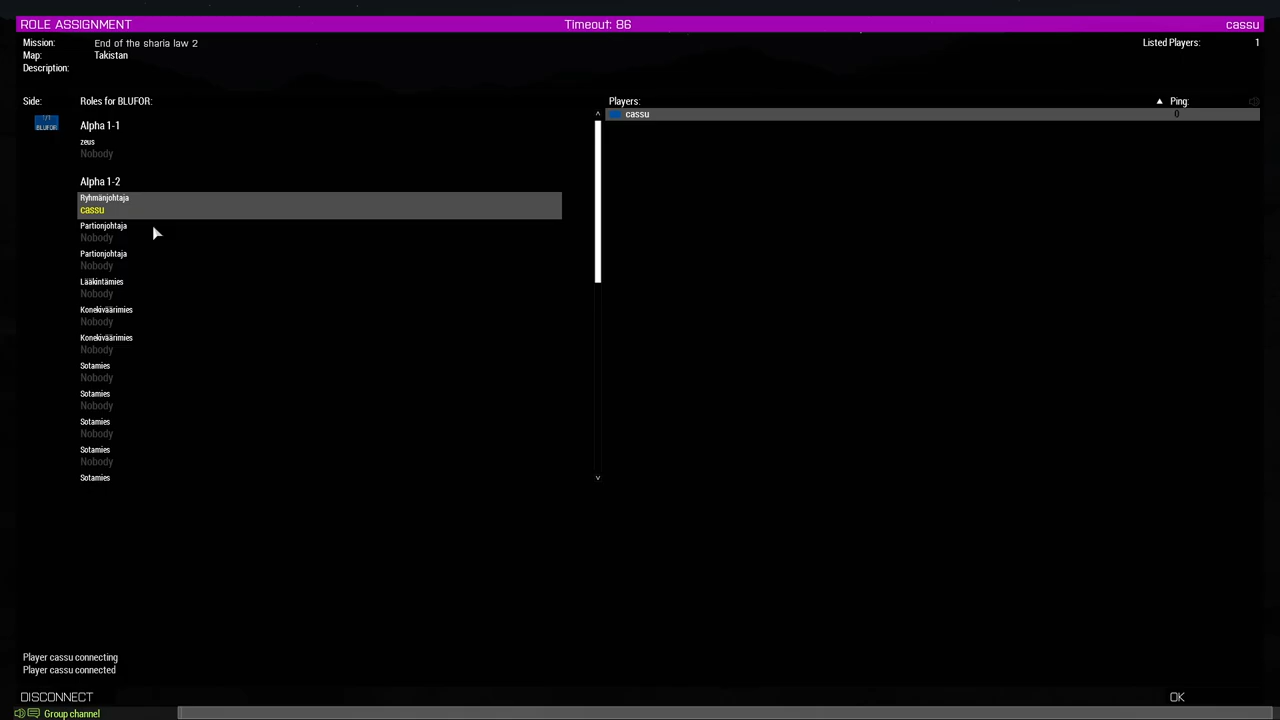 ROLE ASSIGNMENT Timeout: 86 cassu
Mission: End of the sharia law 2 Listed Players: 1
Map: Takistan
Description:
Side: Roles for BLUFOR: Players: Ping:
cassu 0
1/1
BLUFOR
Alpha 1-1
zeus
Nobody
Alpha 1-2
Ryhmänjohtaja
cassu
Partionjohtaja
Nobody
Partionjohtaja
Nobody
Lääkintämies
Nobody
Konekiväärimies
Nobody
Konekiväärimies
Nobody
Sotamies
Nobody
Sotamies
Nobody
Sotamies
Nobody
Sotamies
Nobody
Sotamies
Player cassu connecting
Player cassu connected
DISCONNECT OK
Group channel